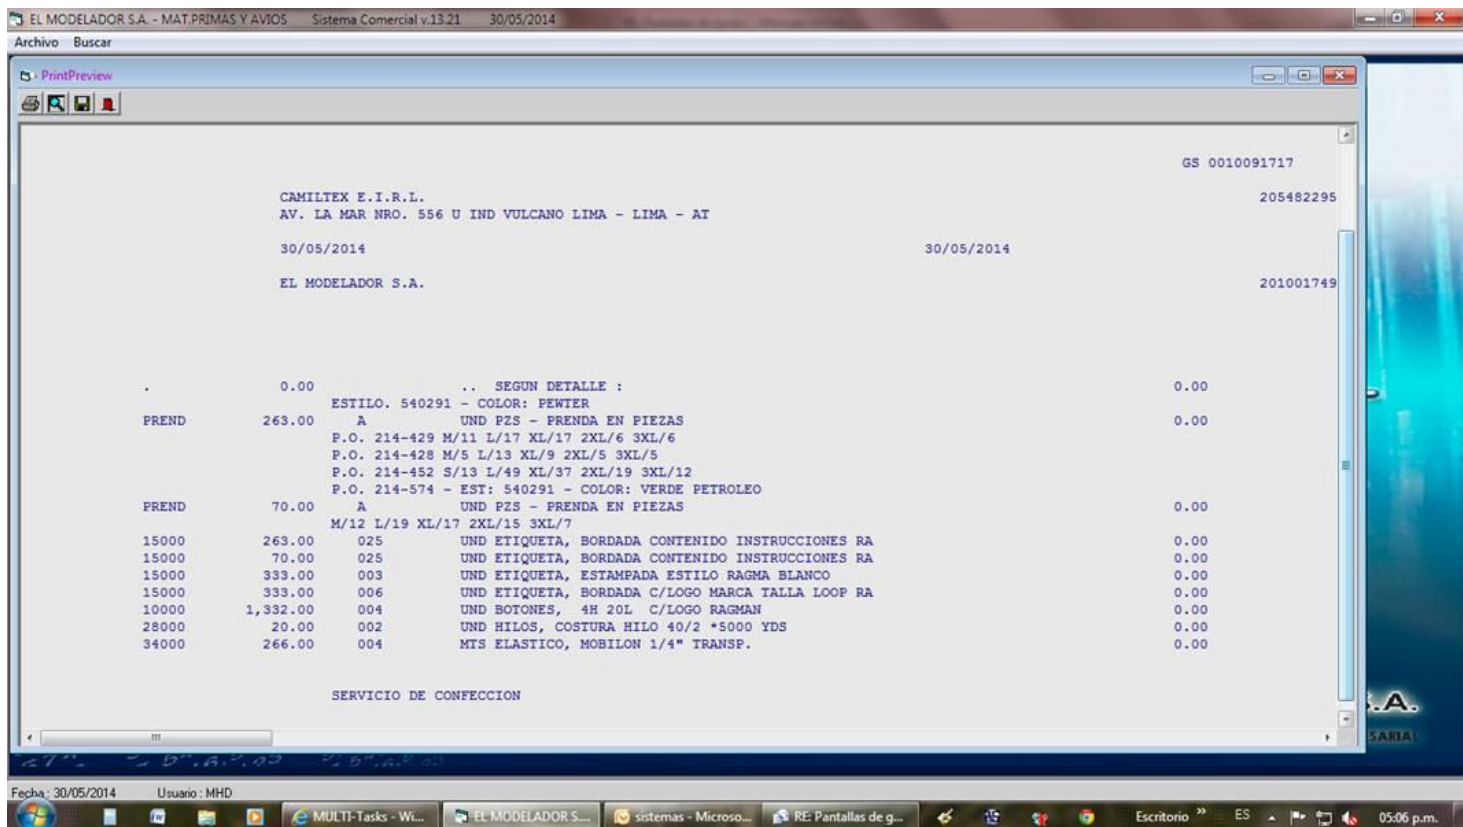 EL MODELADOR S.A. - MAT.PRIMAS Y AVIOS Sistema Comercial v.13.21 30/05/2014
Archivo Buscar
PrintPreview
GS 0010091717
CAMILTEX E.I.R.L. 205482295
AV. LA MAR NRO. 556 U IND VULCANO LIMA - LIMA - AT
30/05/2014 30/05/2014
EL MODELADOR S.A. 201001749
. 0.00 .. SEGUN DETALLE : 0.00
ESTILO. 540291 - COLOR: PEWTER
PREND 263.00 A UND PZS - PRENDA EN PIEZAS 0.00
P.O. 214-429 M/11 L/17 XL/17 2XL/6 3XL/6
P.O. 214-428 M/5 L/13 XL/9 2XL/5 3XL/5
P.O. 214-452 S/13 L/49 XL/37 2XL/19 3XL/12
P.O. 214-574 - EST: 540291 - COLOR: VERDE PETROLEO
PREND 70.00 A UND PZS - PRENDA EN PIEZAS 0.00
M/12 L/19 XL/17 2XL/15 3XL/7
15000 263.00 025 UND ETIQUETA, BORDADA CONTENIDO INSTRUCCIONES RA 0.00
15000 70.00 025 UND ETIQUETA, BORDADA CONTENIDO INSTRUCCIONES RA 0.00
15000 333.00 003 UND ETIQUETA, ESTAMPADA ESTILO RAGMA BLANCO 0.00
15000 333.00 006 UND ETIQUETA, BORDADA C/LOGO MARCA TALLA LOOP RA 0.00
10000 1,332.00 004 UND BOTONES, 4H 20L C/LOGO RAGMAN 0.00
28000 20.00 002 UND HILOS, COSTURA HILO 40/2 *5000 YDS 0.00
34000 266.00 004 MTS ELASTICO, MOBILON 1/4" TRANSP. 0.00
SERVICIO DE CONFECCION
.A.
SARIAL
Fecha : 30/05/2014 Usuario : MHD
MULTI-Tasks - Wi... EL MODELADOR S.... sistemas - Microso... RE: Pantallas de g... Escritorio » ES 05:06 p.m.